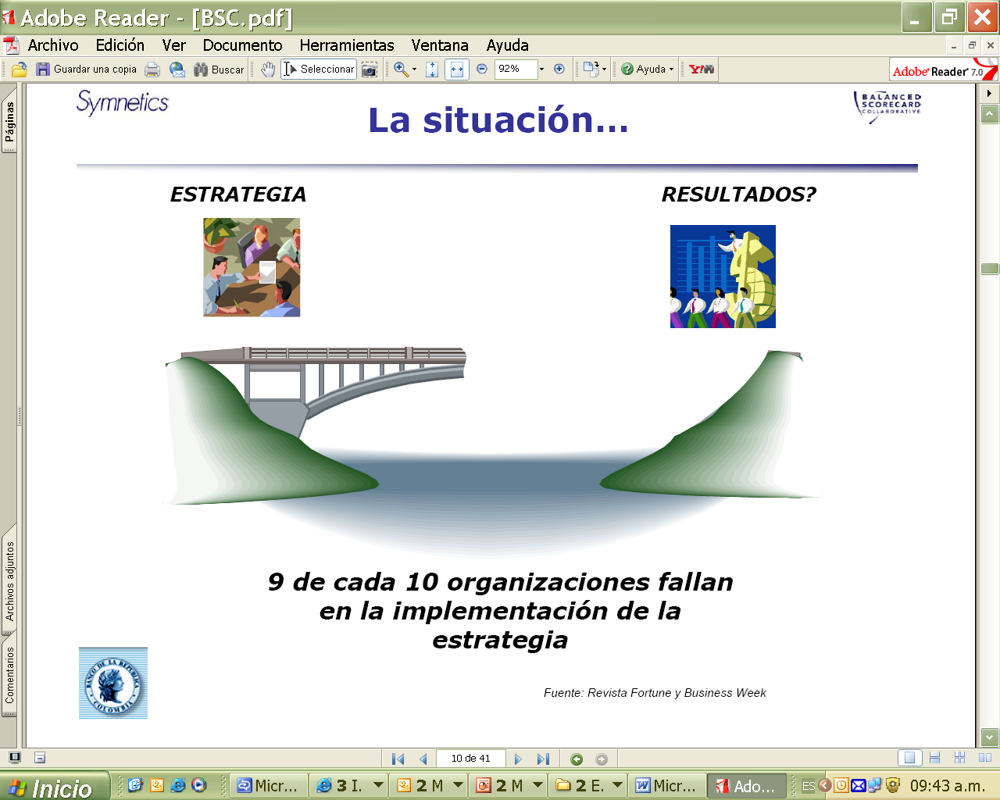 Adobe Reader - [BSC.pdf]
Archivo Edición Ver Documento Herramientas Ventana Ayuda
Guardar una copia Buscar Seleccionar 92% Ayuda Y! Adobe Reader 7.0
Páginas
Archivos adjuntos
Comentarios
Symnetics
BALANCED
SCORECARD
COLLABORATIVE
La situación...
ESTRATEGIA
RESULTADOS?
9 de cada 10 organizaciones fallan
en la implementación de la
estrategia
BANCO DE LA REPUBLICA
COLOMBIA
Fuente: Revista Fortune y Business Week
10 de 41
Inicio Micr... 3 I. 2 M 2 M 2 E. Micr... Ado... ES 09:43 a.m.